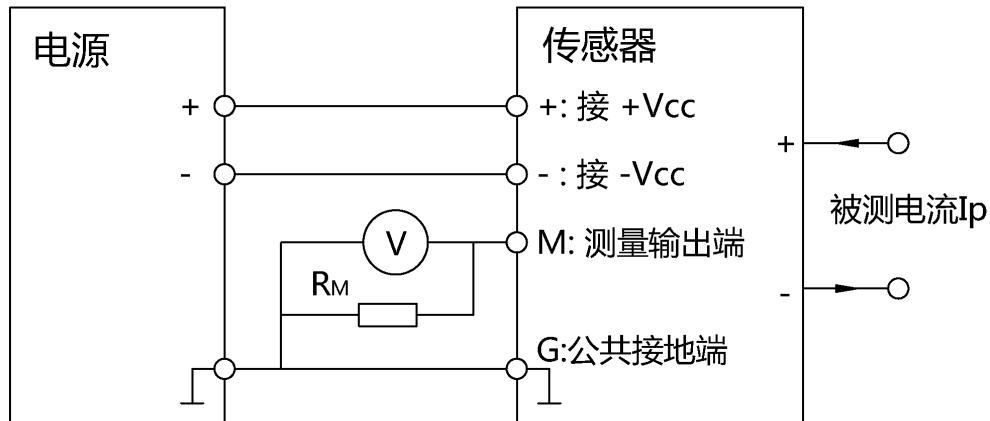 电源
传感器
+
+: 接 +Vcc
-
- : 接 -Vcc
+
被测电流Ip
-
V
M: 测量输出端
RM
G:公共接地端